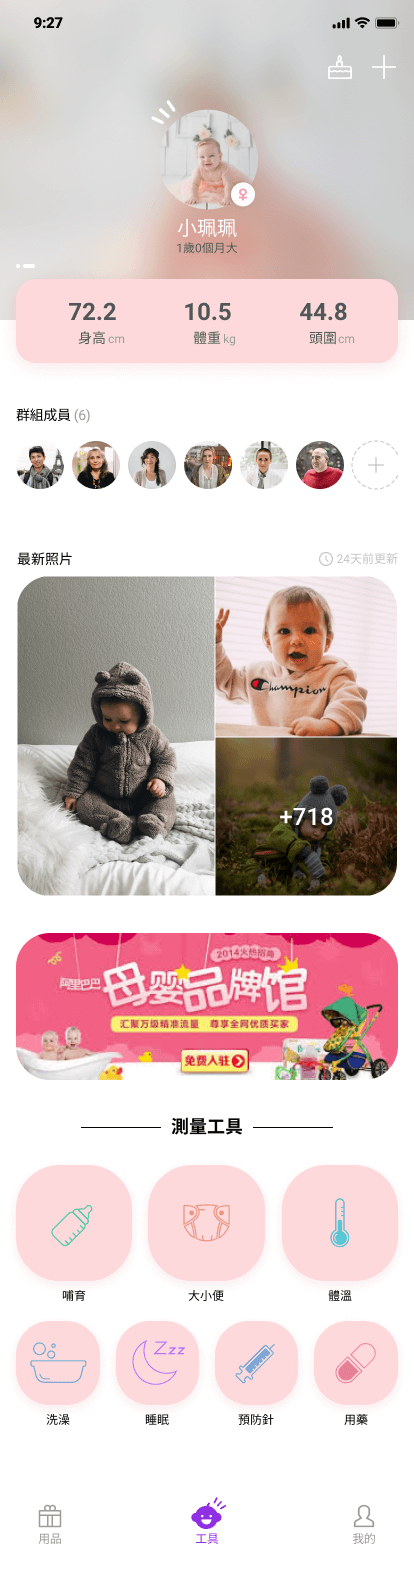 9:27
小珮珮
1歲0個月大
72.2 10.5 44.8
身高 cm 體重 kg 頭圍 cm
群組成員 (6)
最新照片 24天前更新
Champion
+718
2014火热招商
阿里巴巴 母婴品牌馆
汇聚万级精准流量 尊享全网优质买家
免费入驻
測量工具
哺育 大小便 體溫
Zzz
洗澡 睡眠 預防針 用藥
用品 工具 我的